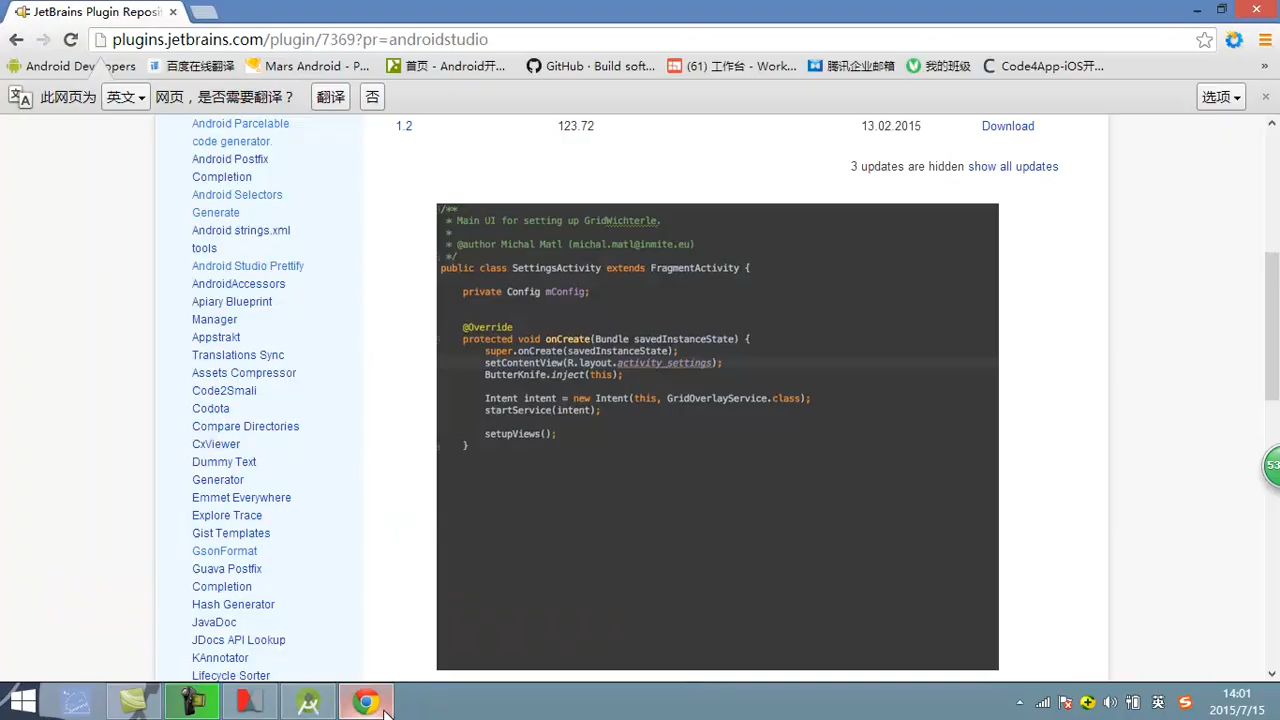 JetBrains Plugin Reposi
plugins.jetbrains.com/plugin/7369?pr=androidstudio
Android Developers 百度在线翻译 Mars Android - P... 首页 - Android开... GitHub · Build soft... (61) 工作台 - Work... 腾讯企业邮箱 我的班级 Code4App-iOS开... »
此网页为 英文 网页，是否需要翻译？ 翻译 否 选项
Android Parcelable
code generator.
Android Postfix
Completion
Android Selectors
Generate
Android strings.xml
tools
Android Studio Prettify
AndroidAccessors
Apiary Blueprint
Manager
Appstrakt
Translations Sync
Assets Compressor
Code2Smali
Codota
Compare Directories
CxViewer
Dummy Text
Generator
Emmet Everywhere
Explore Trace
Gist Templates
GsonFormat
Guava Postfix
Completion
Hash Generator
JavaDoc
JDocs API Lookup
KAnnotator
Lifecycle Sorter
1.2 123.72 13.02.2015 Download
3 updates are hidden show all updates
/**
* Main UI for setting up GridWichterle.
*
* @author Michal Matl (michal.matl@inmite.eu)
*/
public class SettingsActivity extends FragmentActivity {
private Config mConfig;
@Override
protected void onCreate(Bundle savedInstanceState) {
super.onCreate(savedInstanceState);
setContentView(R.layout.activity_settings);
ButterKnife.inject(this);
Intent intent = new Intent(this, GridOverlayService.class);
startService(intent);
setupViews();
}
53
英
14:01
2015/7/15